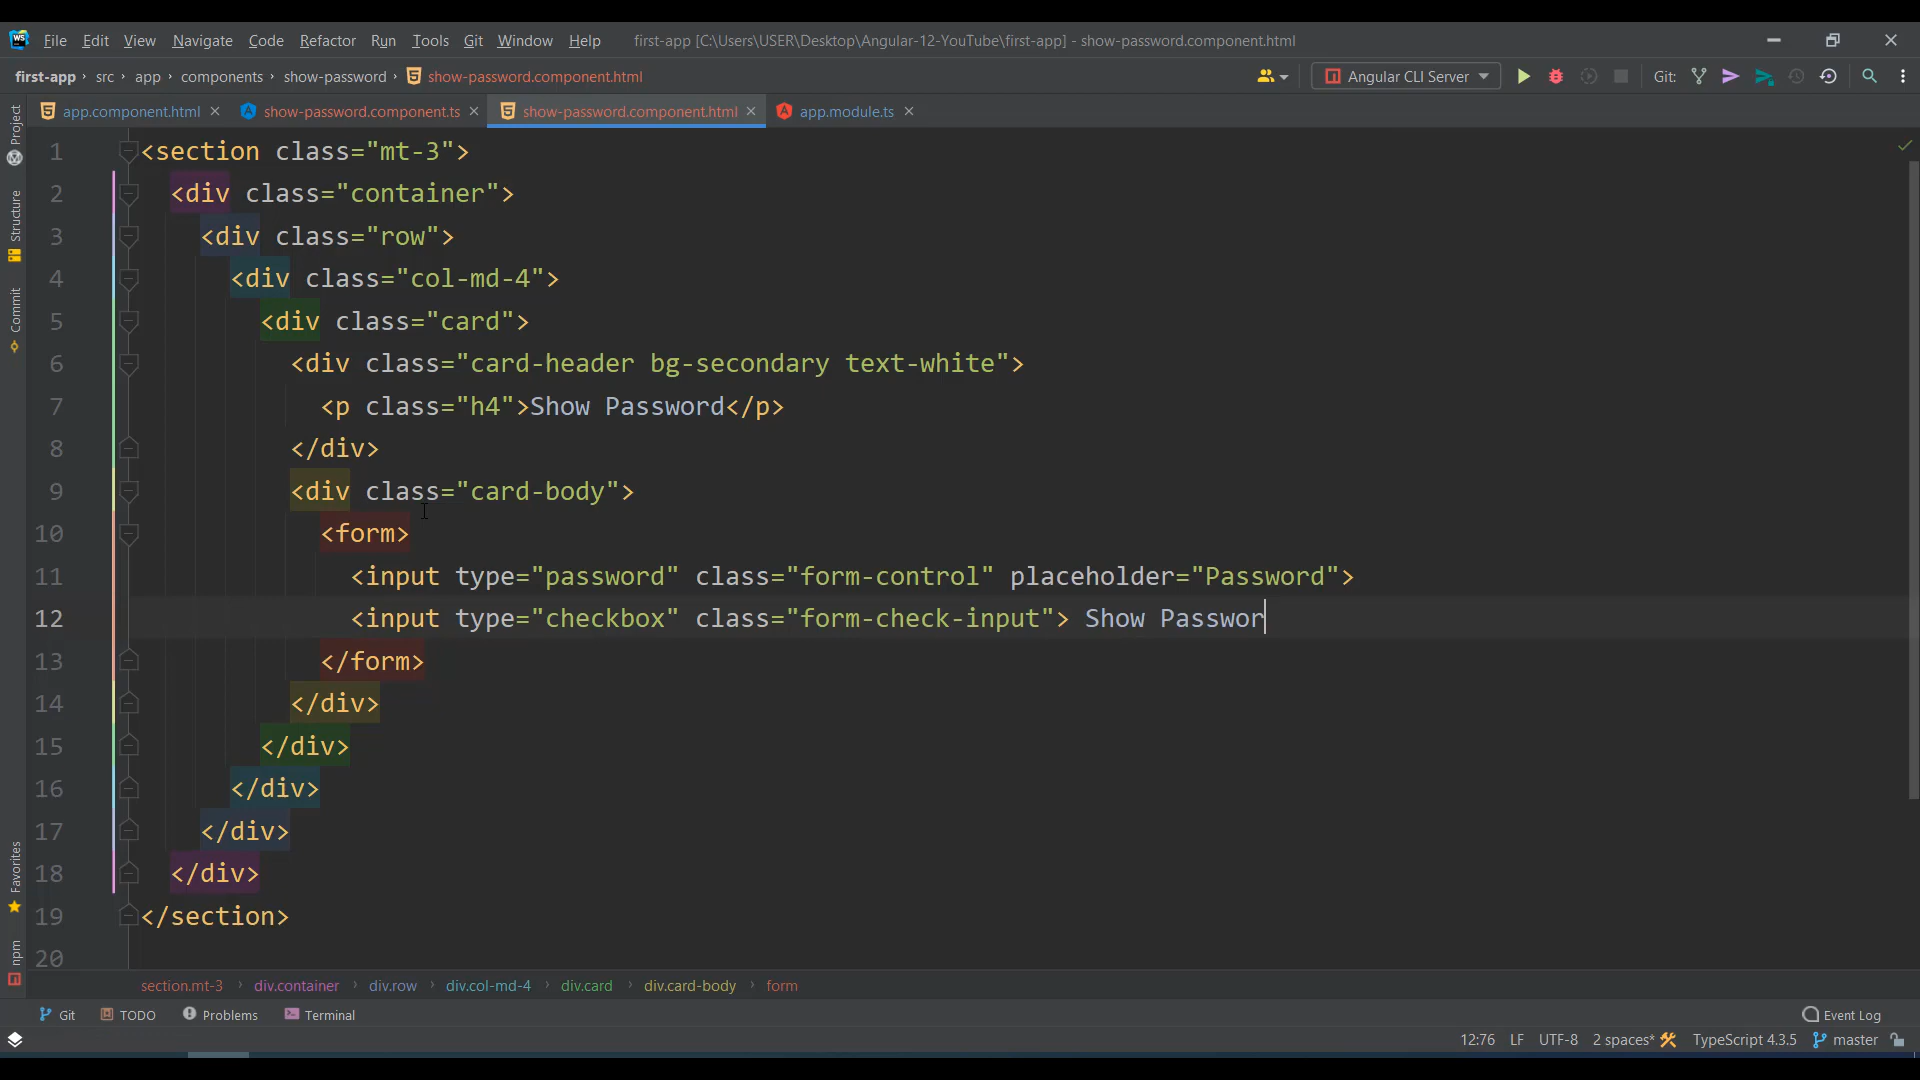 File Edit View Navigate Code Refactor Run Tools Git Window Help first-app [C:\Users\USER\Desktop\Angular-12-YouTube\first-app] - show-password.component.html
first-app › src › app › components › show-password › show-password.component.html Angular CLI Server Git:
app.component.html × show-password.component.ts × show-password.component.html × app.module.ts ×
Project
Structure
Commit
Favorites
npm
1 <section class="mt-3">
2 <div class="container">
3 <div class="row">
4 <div class="col-md-4">
5 <div class="card">
6 <div class="card-header bg-secondary text-white">
7 <p class="h4">Show Password</p>
8 </div>
9 <div class="card-body">
10 <form>
11 <input type="password" class="form-control" placeholder="Password">
12 <input type="checkbox" class="form-check-input"> Show Passwor
13 </form>
14 </div>
15 </div>
16 </div>
17 </div>
18 </div>
19 </section>
20
section.mt-3 › div.container › div.row › div.col-md-4 › div.card › div.card-body › form
Git TODO Problems Terminal Event Log
12:76 LF UTF-8 2 spaces* TypeScript 4.3.5 master